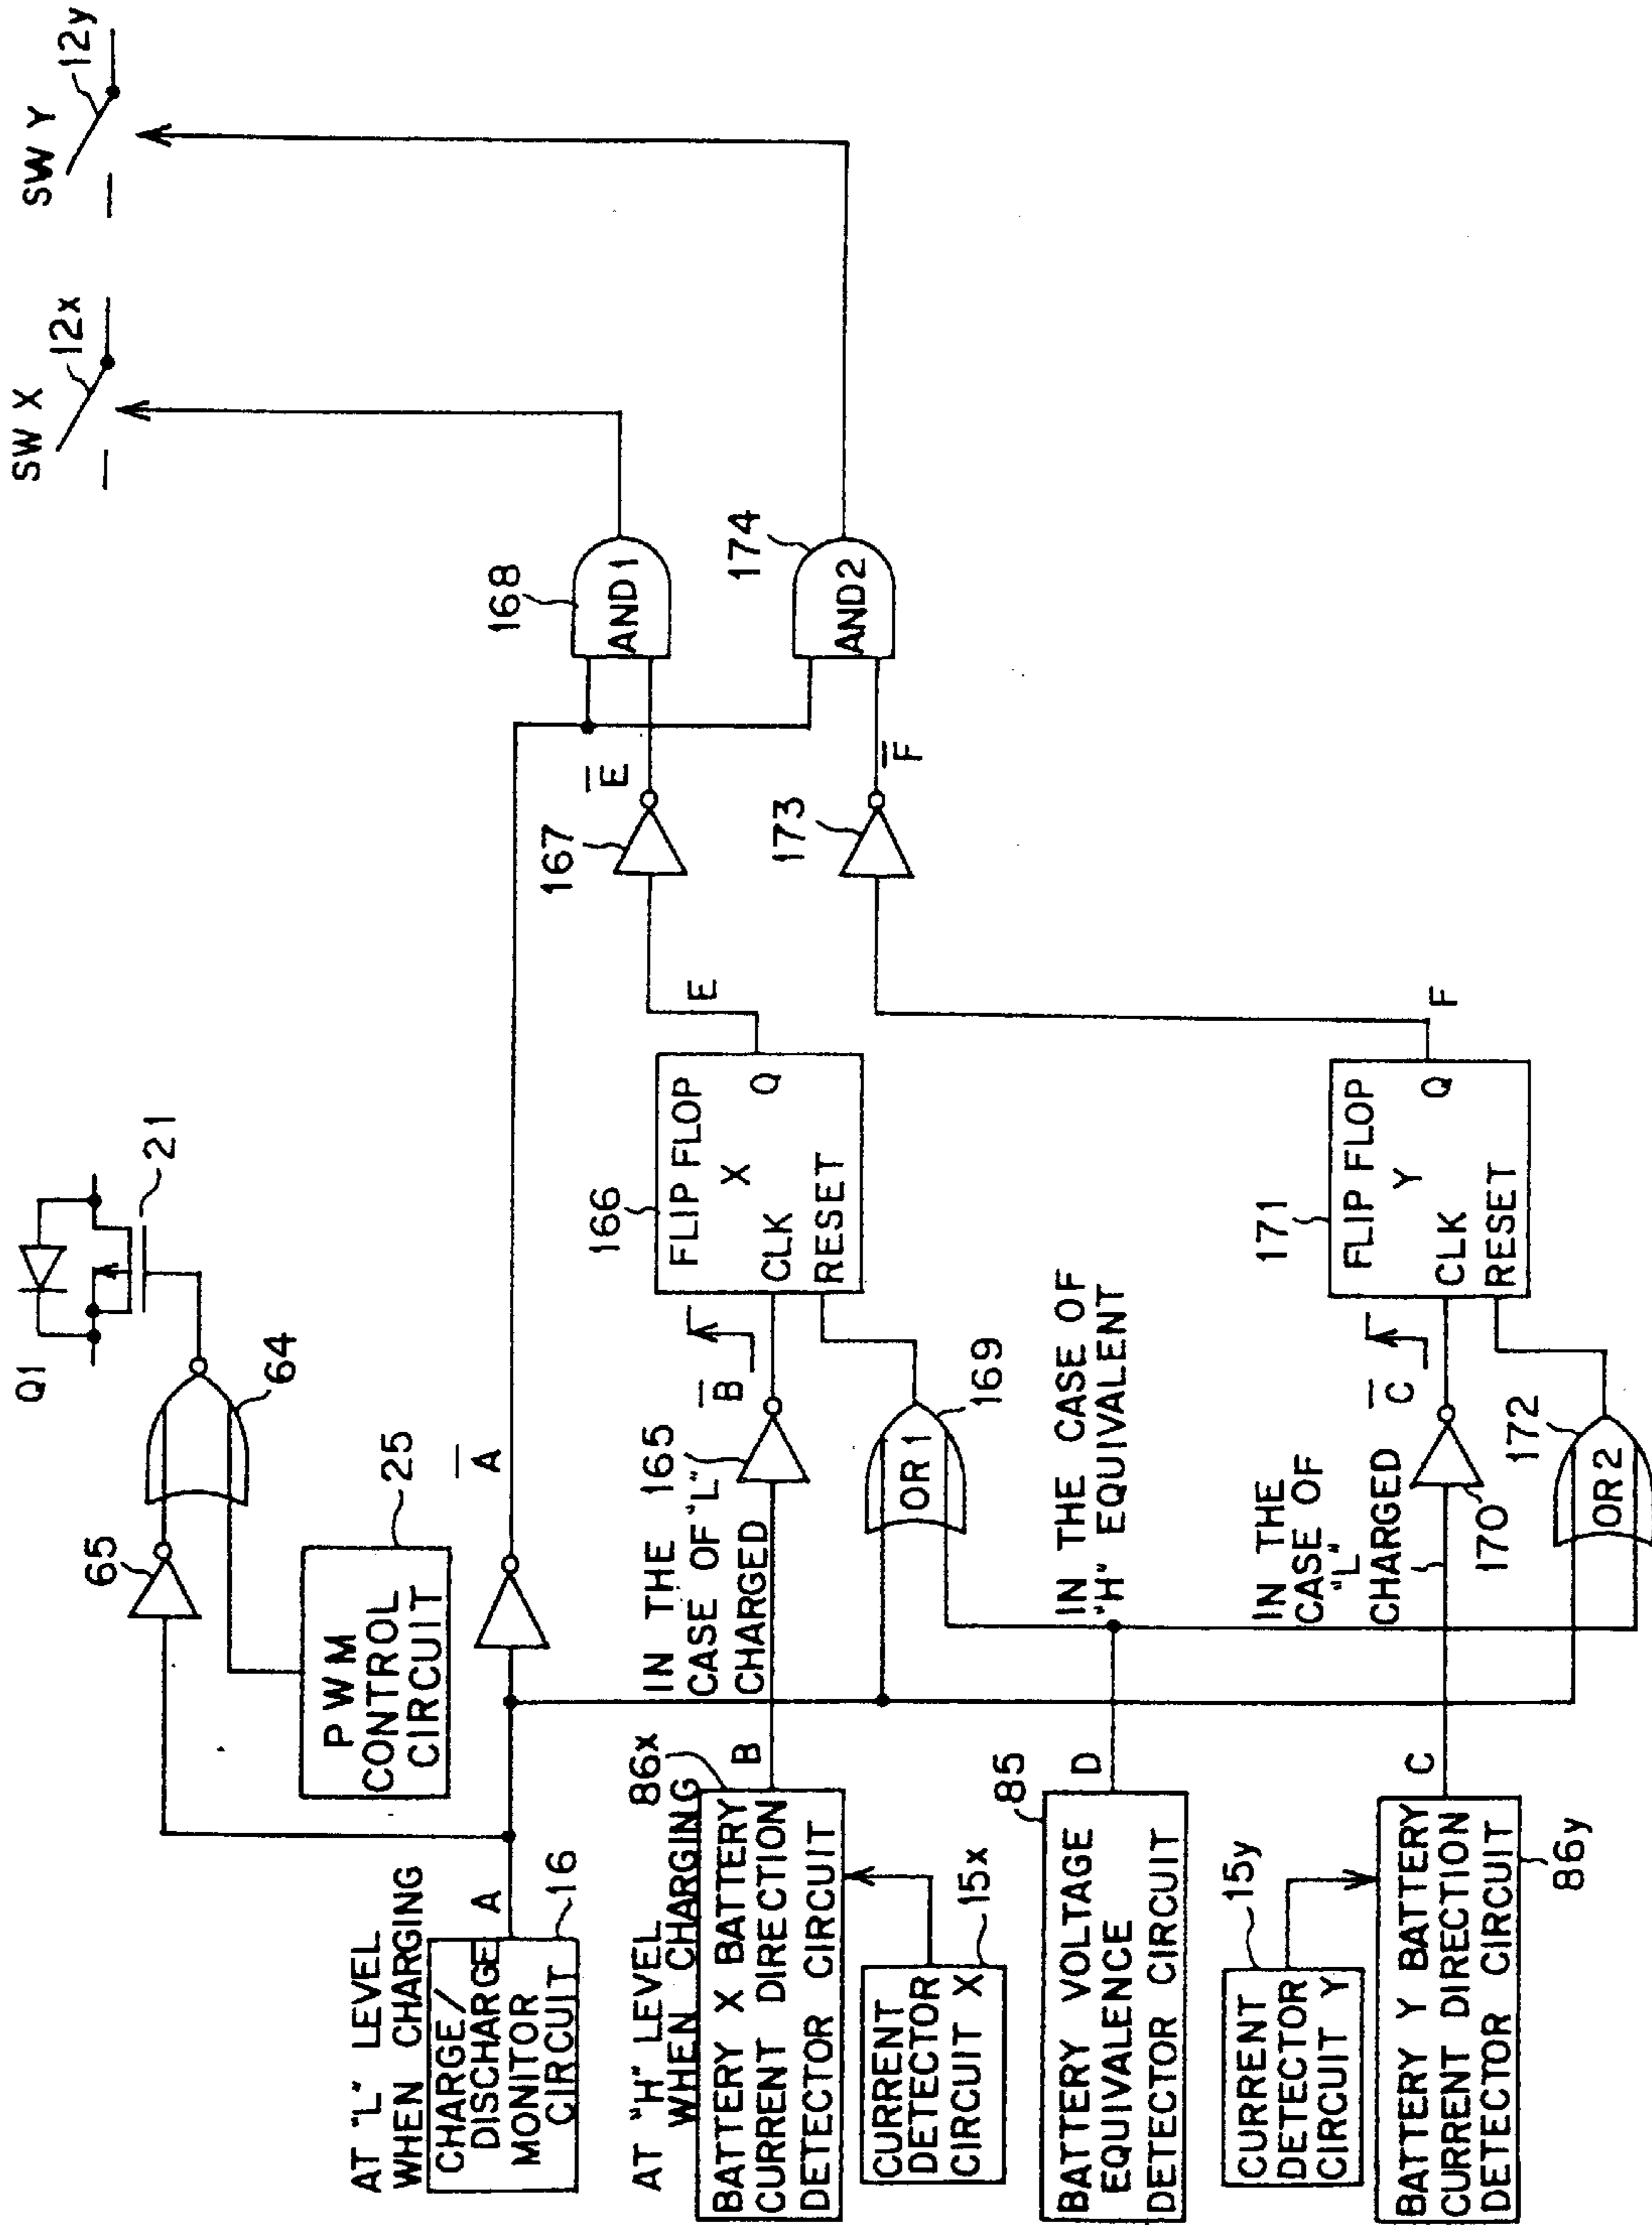 SW X
12x
SW Y
12y
Q1
21
64
65
PWM
CONTROL
CIRCUIT
25
A
168
AND1
174
AND2
E
167
F
173
E
F
166
FLIP FLOP
X
CLK
Q
RESET
171
FLIP FLOP
Y
CLK
Q
RESET
B
165
IN THE
CASE OF "L"
CHARGED
OR 1
169
IN THE CASE OF
"H" EQUIVALENT
C
170
IN THE
CASE OF
"L"
CHARGED
OR 2
172
AT "L" LEVEL
WHEN CHARGING
CHARGE/
DISCHARGE
MONITOR
CIRCUIT
A
16
AT "H" LEVEL
WHEN CHARGING
86x
B
BATTERY X BATTERY
CURRENT DIRECTION
DETECTOR CIRCUIT
CURRENT
DETECTOR
CIRCUIT X
15x
85
D
BATTERY VOLTAGE
EQUIVALENCE
DETECTOR CIRCUIT
CURRENT
DETECTOR
CIRCUIT Y
15y
C
BATTERY Y BATTERY
CURRENT DIRECTION
DETECTOR CIRCUIT
86y